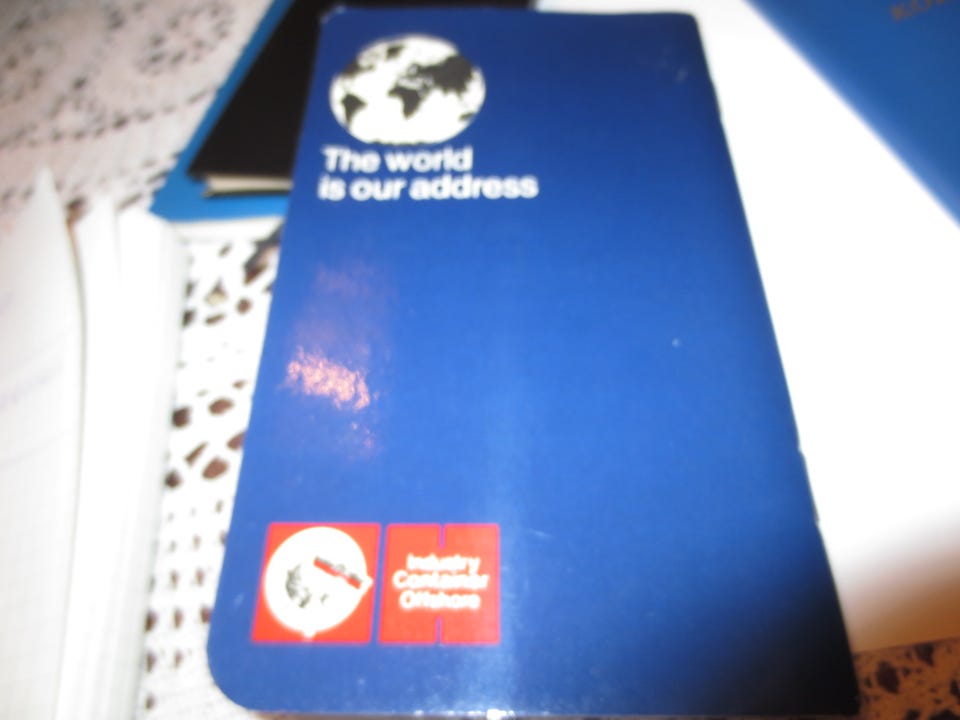 The world
is our address
Industry
Container
Offshore